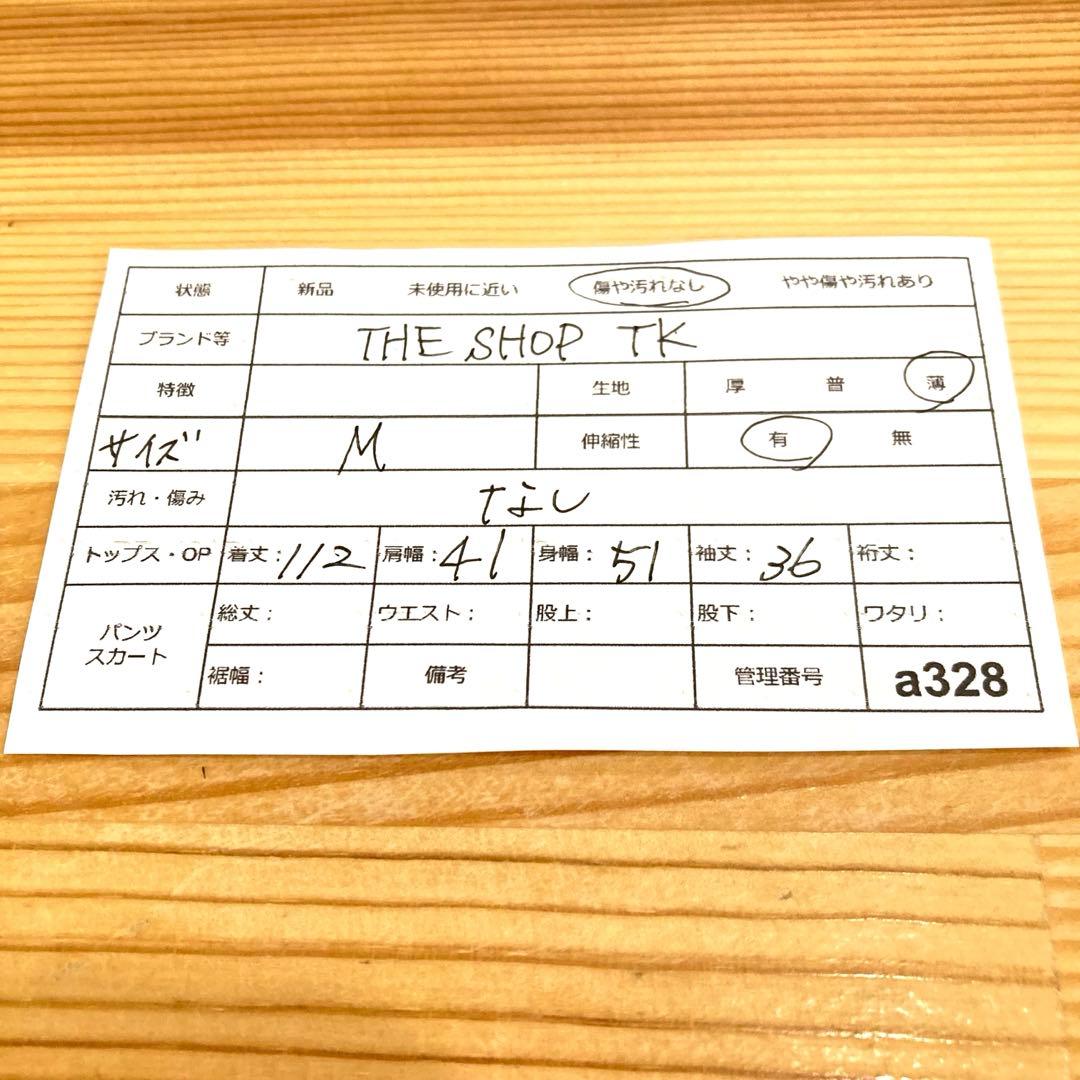 状態 新品 未使用に近い 傷や汚れなし やや傷や汚れあり
ブランド等 THE SHOP TK
特徴 生地 厚 普 薄
サイズ M 伸縮性 有 無
汚れ・傷み なし
トップス・OP 着丈:112 肩幅:41 身幅:51 袖丈:36 裄丈:
パンツ
スカート
総丈: ウエスト: 股上: 股下: ワタリ:
裾幅: 備考 管理番号 a328